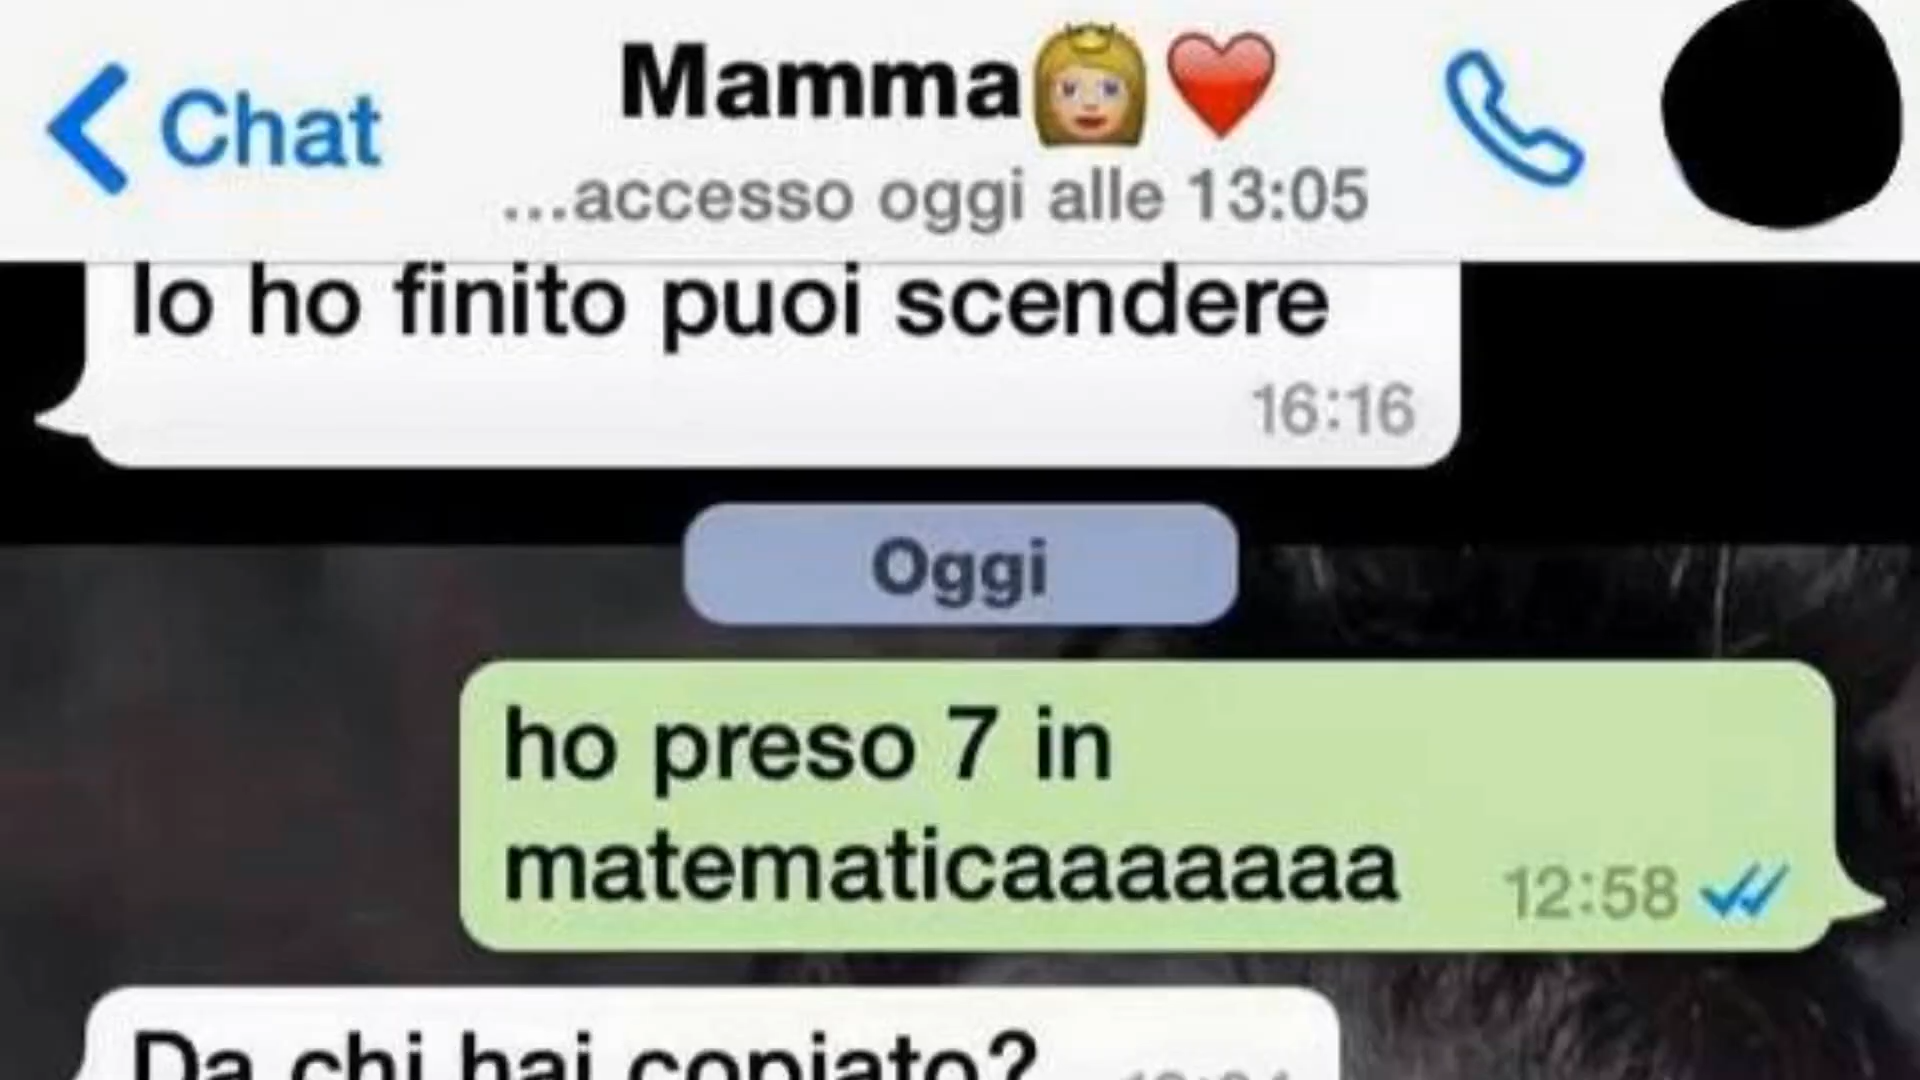 Chat
Mamma👸❤️
...accesso oggi alle 13:05
Io ho finito puoi scendere
16:16
Oggi
ho preso 7 in
matematicaaaaaaa
12:58
Da chi hai copiato?